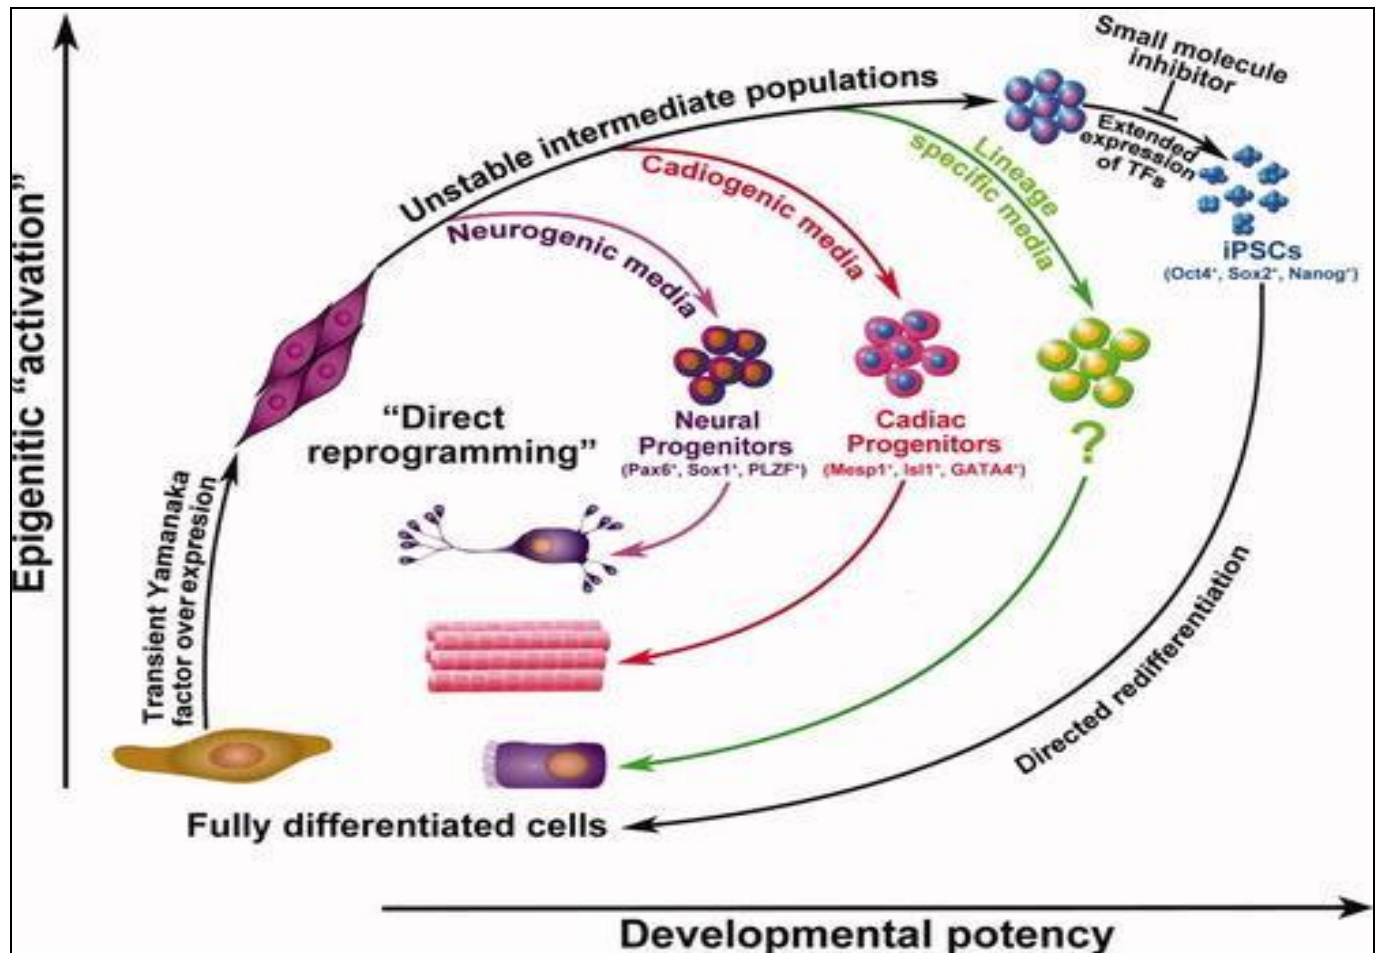 Small molecule
inhibitor
Unstable intermediate populations
Extended
expression
of TFs
Lineage
specific media
Cadiogenic media
Neurogenic media
iPSCs
(Oct4⁺, Sox2⁺, Nanog⁺)
Epigenitic “activation”
“Direct
reprogramming”
Neural
Progenitors
(Pax6⁺, Sox1⁺, PLZF⁺)
Cadiac
Progenitors
(Mesp1⁺, Isl1⁺, GATA4⁺)
?
Transient Yamanaka
factor over expresion
Directed redifferentiation
Fully differentiated cells
Developmental potency